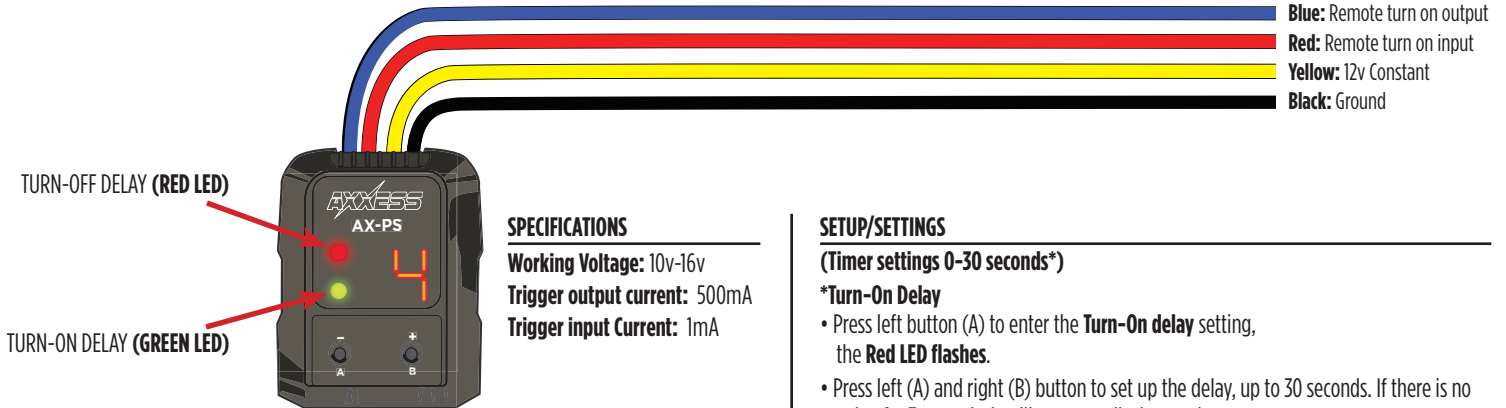 Blue: Remote turn on output
Red: Remote turn on input
Yellow: 12v Constant
Black: Ground
TURN-OFF DELAY (RED LED)
TURN-ON DELAY (GREEN LED)
AXXESS
AX-PS
4
- +
A B
SPECIFICATIONS
Working Voltage: 10v-16v
Trigger output current: 500mA
Trigger input Current: 1mA
SETUP/SETTINGS
(Timer settings 0-30 seconds*)
*Turn-On Delay
• Press left button (A) to enter the Turn-On delay setting,
the Red LED flashes.
• Press left (A) and right (B) button to set up the delay, up to 30 seconds. If there is no